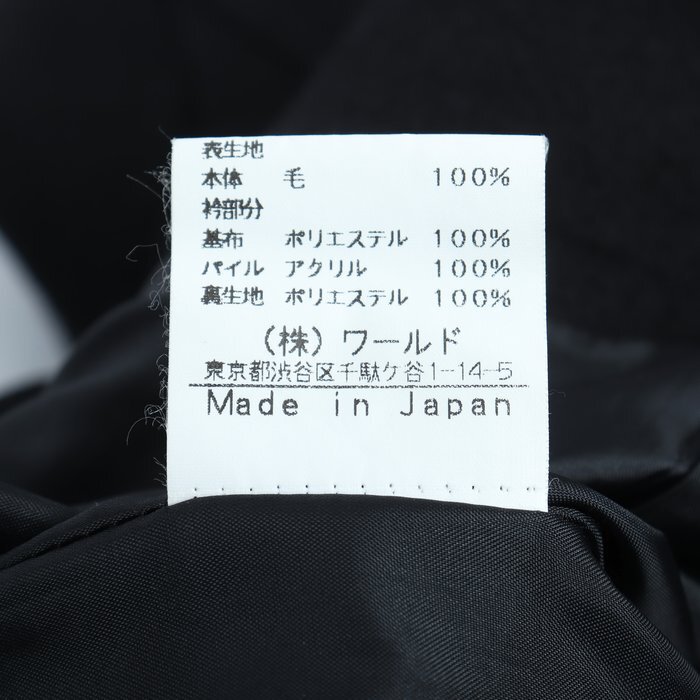 表生地
本体 毛 100%
衿部分
基布 ポリエステル 100%
パイル アクリル 100%
裏生地 ポリエステル 100%
(株)ワールド
東京都渋谷区千駄ケ谷1-14-5
Made in Japan